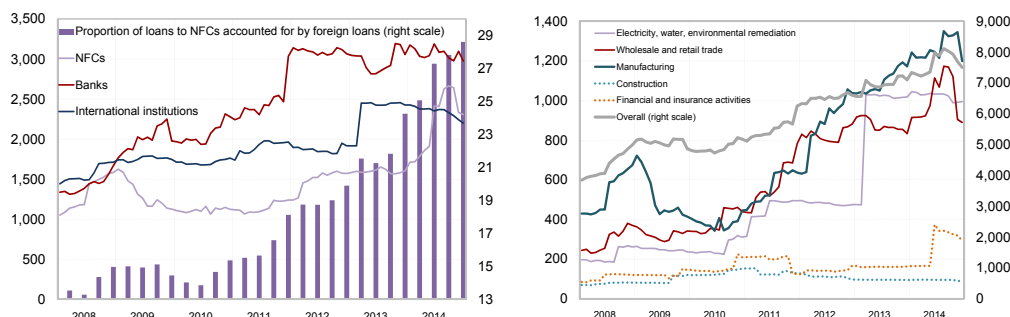 Proportion of loans to NFCs accounted for by foreign loans (right scale)
NFCs
Banks
International institutions
3,500
3,000
2,500
2,000
1,500
1,000
500
0
29
27
25
23
21
19
17
15
13
2008 2009 2010 2011 2012 2013 2014
Electricity, water, environmental remediation
Wholesale and retail trade
Manufacturing
Construction
Financial and insurance activities
Overall (right scale)
1,400
1,200
1,000
800
600
400
200
0
9,000
8,000
7,000
6,000
5,000
4,000
3,000
2,000
1,000
0
2008 2009 2010 2011 2012 2013 2014